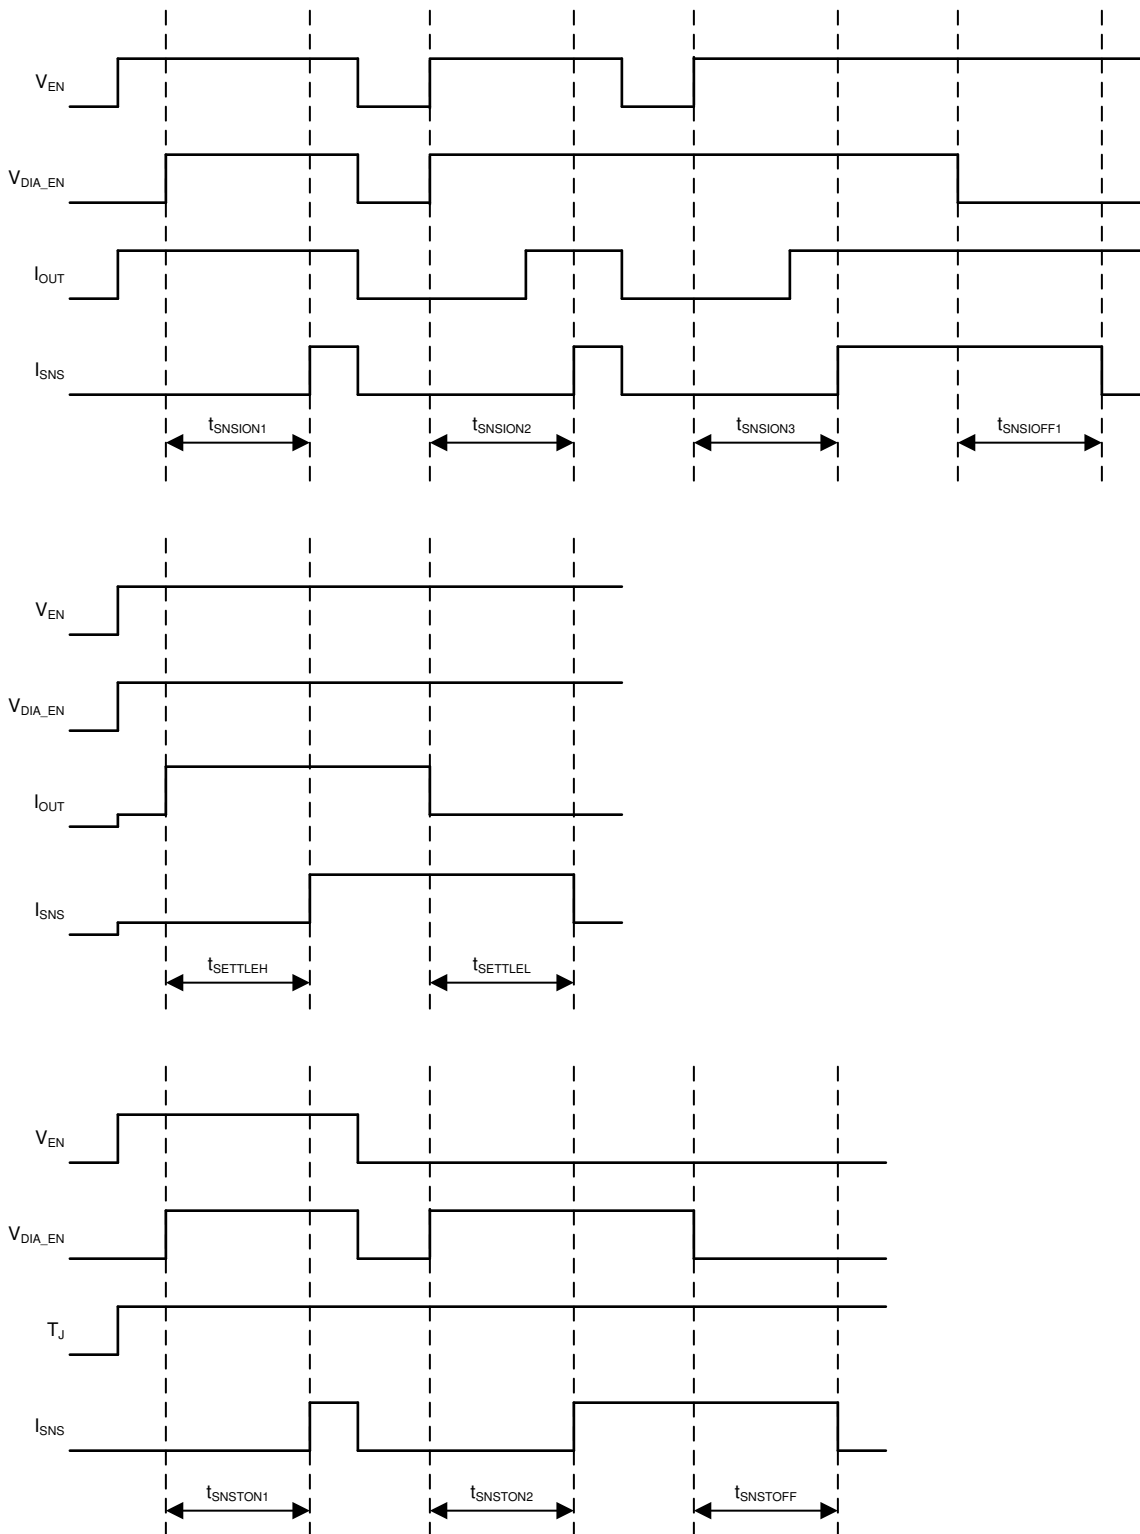 VEN
VDIA_EN
IOUT
ISNS
tSNSION1 tSNSION2 tSNSION3 tSNSIOFF1
VEN
VDIA_EN
IOUT
ISNS
tSETTLEH tSETTLEL
VEN
VDIA_EN
TJ
ISNS
tSNSTON1 tSNSTON2 tSNSTOFF